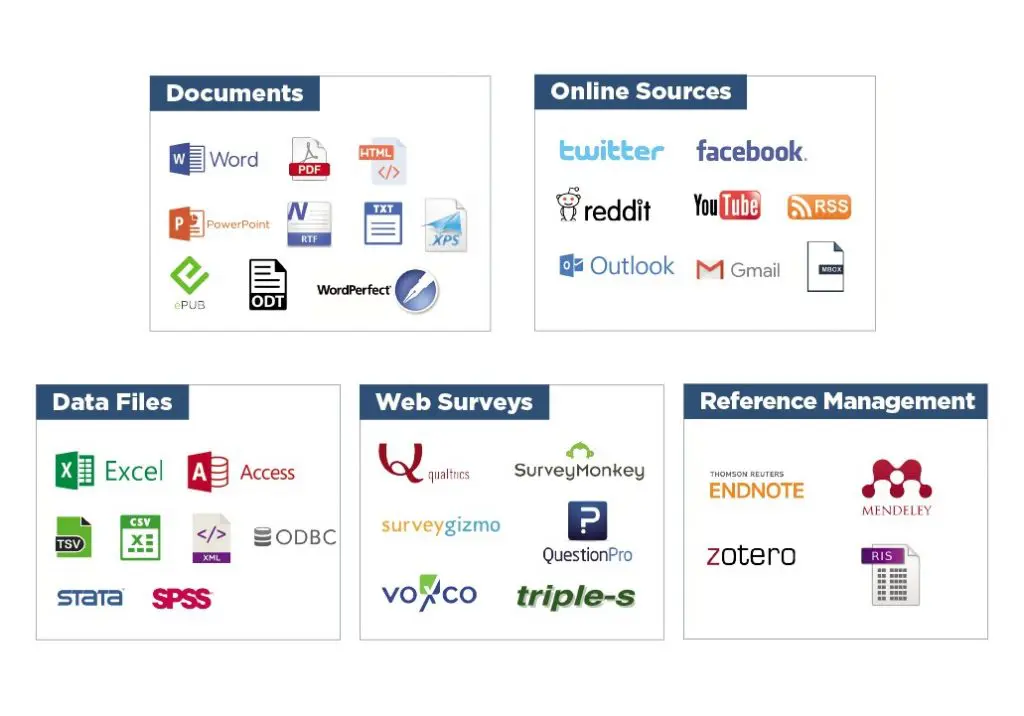 Documents
W Word
PDF
HTML
</>
P PowerPoint
N
RTF
TXT
XPS
ePUB
ODT
WordPerfect
Online Sources
twitter
facebook.
reddit
YouTube
RSS
O Outlook
M Gmail
MBOX
Data Files
X Excel
A Access
TSV
CSV
X
</>
XML
ODBC
STATA
SPSS
Web Surveys
qualtrics
SurveyMonkey
surveygizmo
?
QuestionPro
voxco
triple-s
Reference Management
THOMSON REUTERS
ENDNOTE
MENDELEY
zotero
RIS